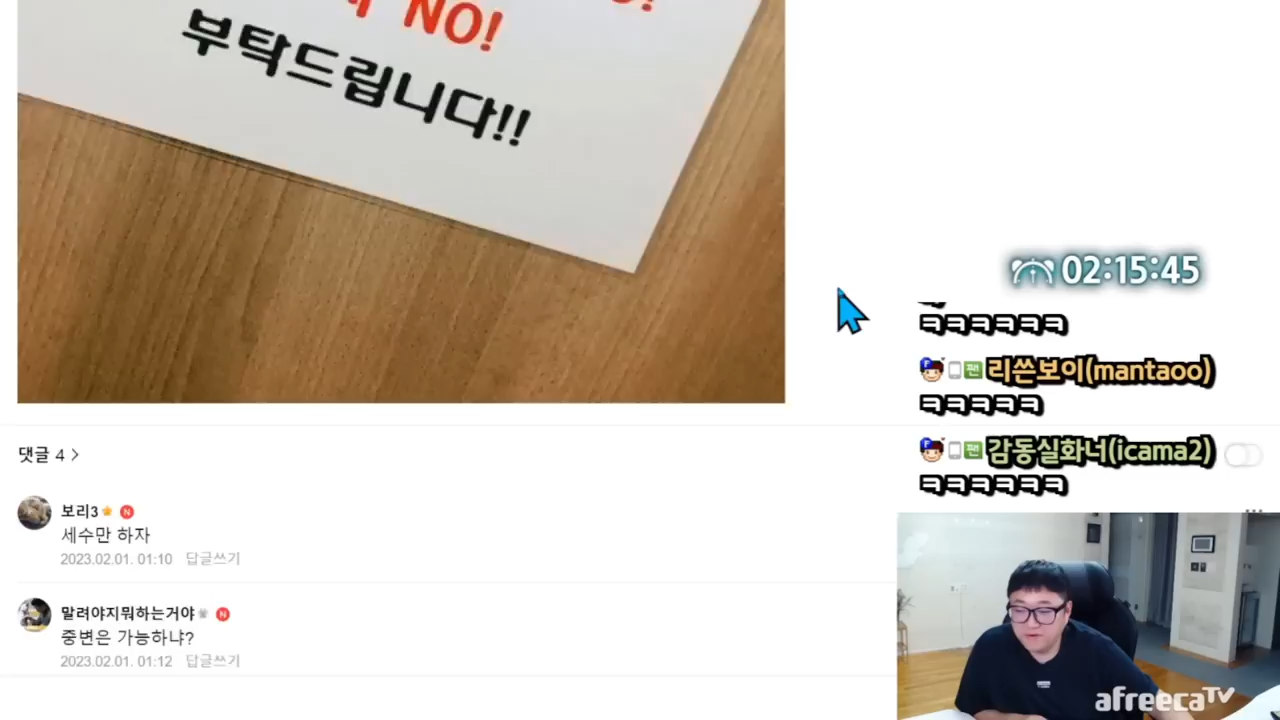 NO!
부탁드립니다!!
02:15:45
ㅋㅋㅋㅋㅋㅋ
리쓴보이(mantaoo)
ㅋㅋㅋㅋㅋ
감동실화너(icama2)
ㅋㅋㅋㅋㅋㅋ
댓글 4 >
보리3 N
세수만 하자
2023.02.01. 01:10 답글쓰기
말려야지뭐하는거야 N
중변은 가능하냐?
2023.02.01. 01:12 답글쓰기
afreecaTV